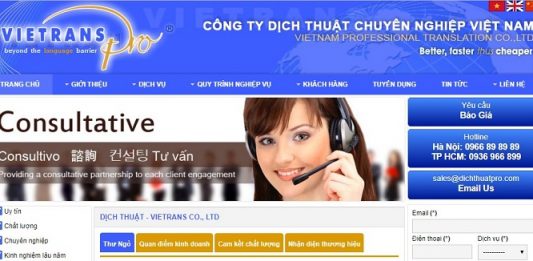 VIETRANS
pro
®
beyond the language barrier
CÔNG TY DỊCH THUẬT CHUYÊN NGHIỆP VIỆT NAM
VIETNAM PROFESSIONAL TRANSLATION CO.,LTD
Better, faster thus cheaper
TRANG CHỦ GIỚI THIỆU DỊCH VỤ QUY TRÌNH NGHIỆP VỤ KHÁCH HÀNG TUYỂN DỤNG TIN TỨC LIÊN HỆ
Consultative
Consultivo 諮詢 컨설팅 Tư vấn
Providing a consultative partnership to each client engagement
Yêu cầu
Báo Giá
Hotline
Hà Nội: 0966 89 89 89
TP HCM: 0936 966 899
sales@dichthuatpro.com
Email Us
Uy tín
Chất lượng
Chuyên nghiệp
Kinh nghiệm lâu năm
DỊCH THUẬT - VIETRANS CO., LTD
Thư Ngỏ Quan điểm kinh doanh Cam kết chất lượng Nhận diện thương hiệu
Email (*)
Điện thoại (*) Dịch vụ (*)
----------